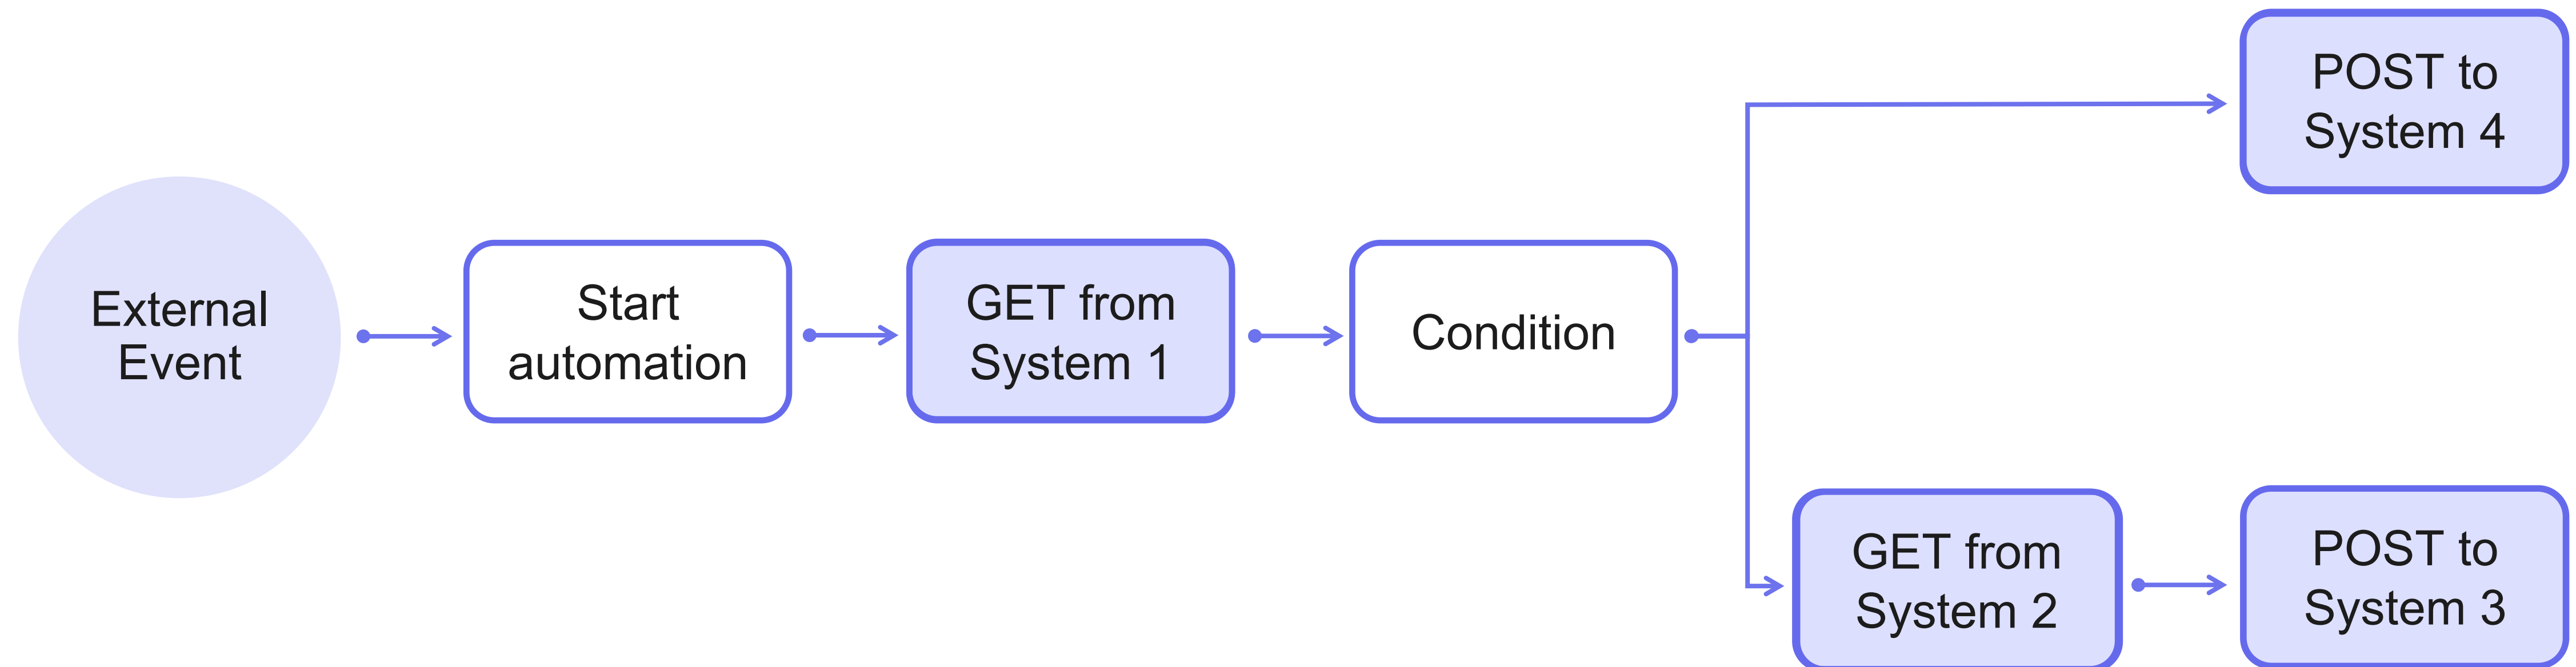 External
Event
Start
automation
GET from
System 1
Condition
POST to
System 4
GET from
System 2
POST to
System 3